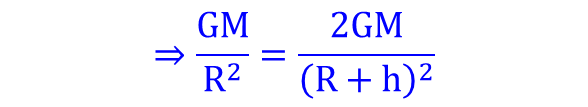 ⇒ GM/R² = 2GM/(R + h)²